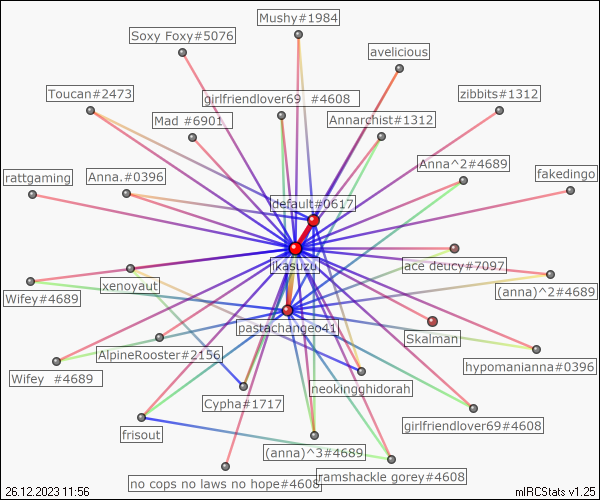 Mushy#1984
Soxy Foxy#5076
avelicious
Toucan#2473
girlfriendlover69 #4608
zibbits#1312
Mad #6901
Annarchist#1312
Anna^2#4689
rattgaming
Anna.#0396
fakedingo
default#0617
ikasuzu
ace deucy#7097
Wifey#4689
xenoyaut
(anna)^2#4689
pastachangeo41
Skalman
AlpineRooster#2156
hypomanianna#0396
Wifey #4689
neokingghidorah
Cypha#1717
girlfriendlover69#4608
frisout
(anna)^3#4689
ramshackle gorey#4608
no cops no laws no hope#4608
26.12.2023 11:56
mIRCStats v1.25